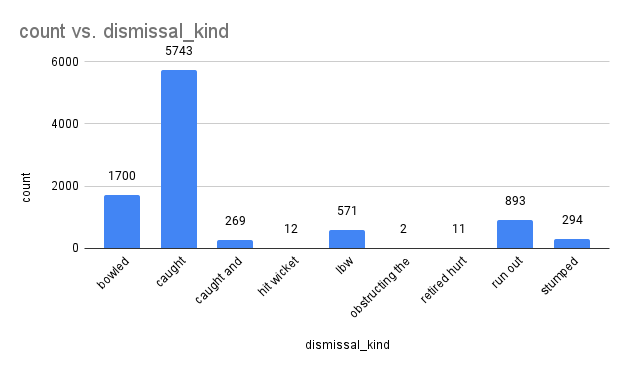 count vs. dismissal_kind
5743
6000
4000
2000
0
count
1700
269
12
571
2
11
893
294
bowled
caught
caught and
hit wicket
lbw
obstructing the
retired hurt
run out
stumped
dismissal_kind